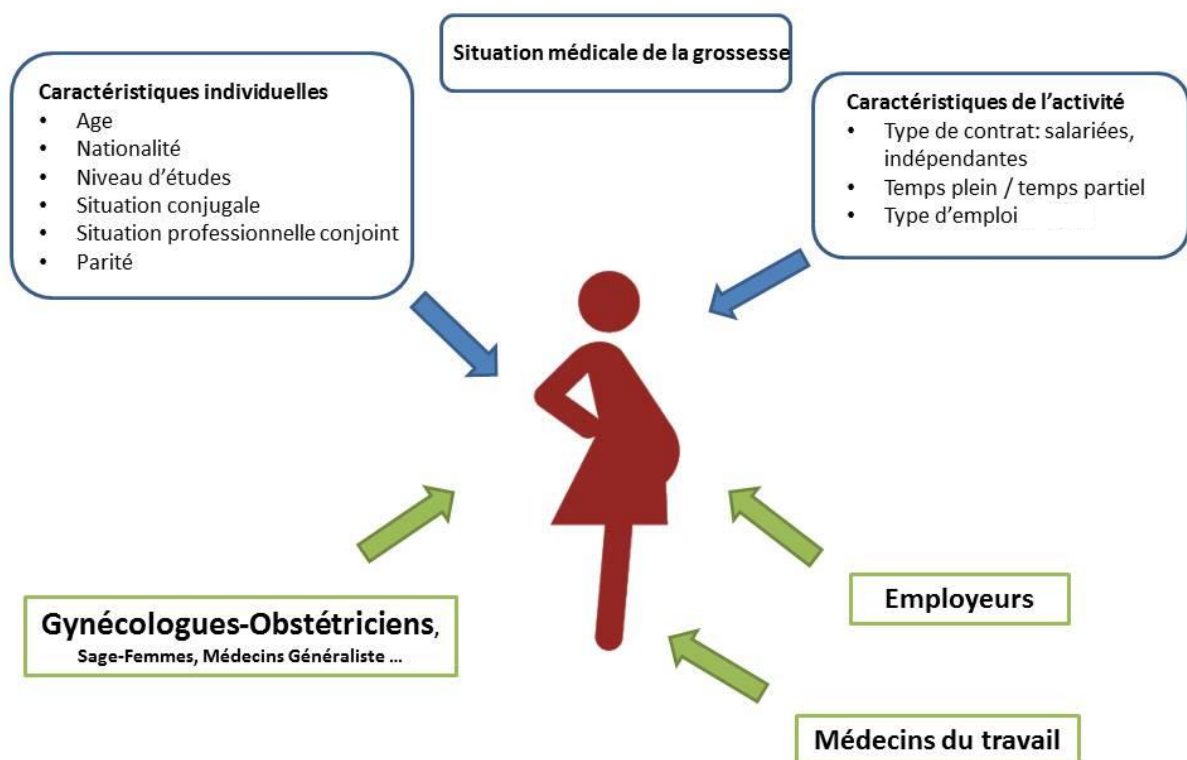 Situation médicale de la grossesse
Caractéristiques individuelles
• Age
• Nationalité
• Niveau d'études
• Situation conjugale
• Situation professionnelle conjoint
• Parité
Caractéristiques de l'activité
• Type de contrat: salariées,
indépendantes
• Temps plein / temps partiel
• Type d'emploi
Gynécologues-Obstétriciens,
Sage-Femmes, Médecins Généraliste ...
Employeurs
Médecins du travail